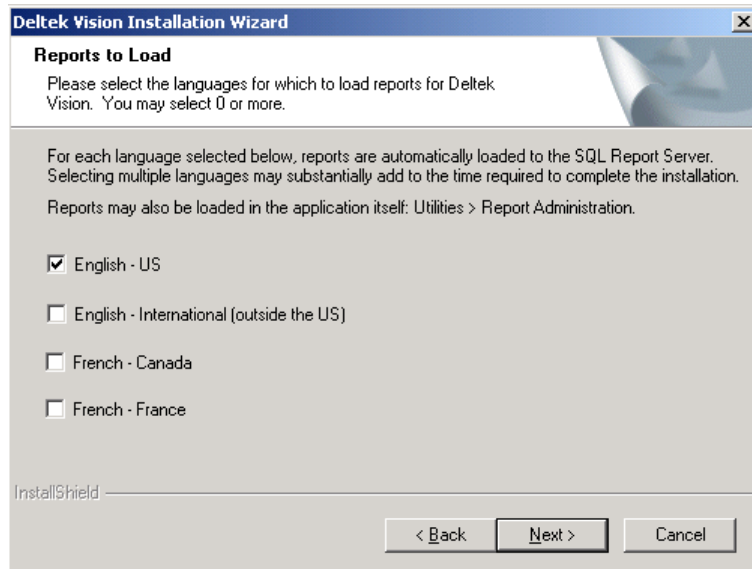 Deltek Vision Installation Wizard
Reports to Load
Please select the languages for which to load reports for Deltek
Vision. You may select 0 or more.
For each language selected below, reports are automatically loaded to the SQL Report Server.
Selecting multiple languages may substantially add to the time required to complete the installation.
Reports may also be loaded in the application itself: Utilities > Report Administration.
English - US
English - International (outside the US)
French - Canada
French - France
InstallShield
< Back
Next >
Cancel